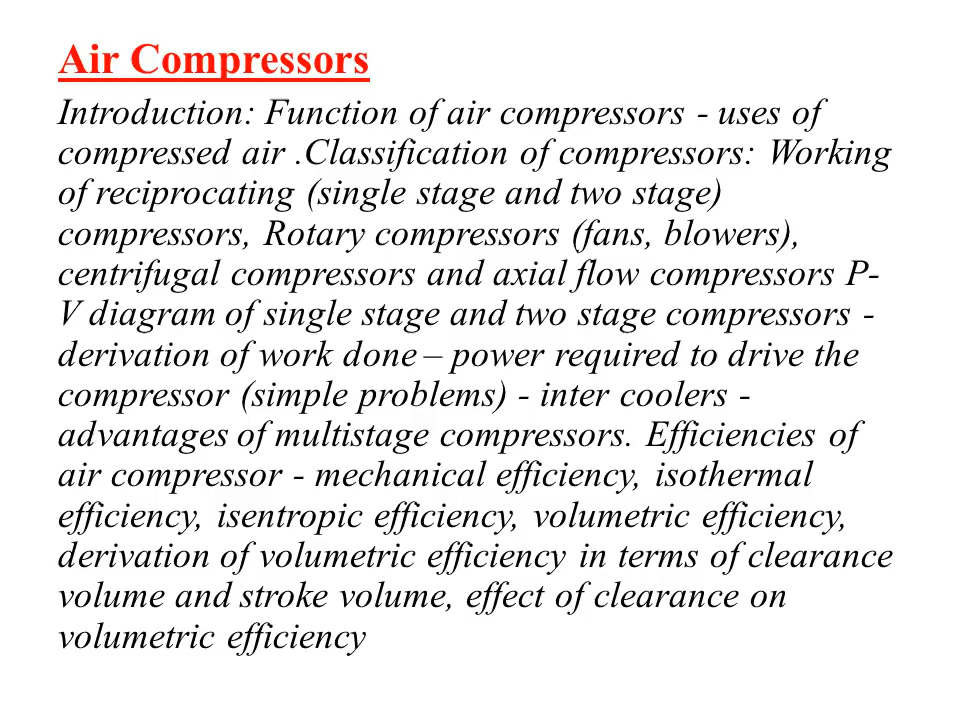 Air Compressors
Introduction: Function of air compressors - uses of
compressed air .Classification of compressors: Working
of reciprocating (single stage and two stage)
compressors, Rotary compressors (fans, blowers),
centrifugal compressors and axial flow compressors P-
V diagram of single stage and two stage compressors -
derivation of work done – power required to drive the
compressor (simple problems) - inter coolers -
advantages of multistage compressors. Efficiencies of
air compressor - mechanical efficiency, isothermal
efficiency, isentropic efficiency, volumetric efficiency,
derivation of volumetric efficiency in terms of clearance
volume and stroke volume, effect of clearance on
volumetric efficiency